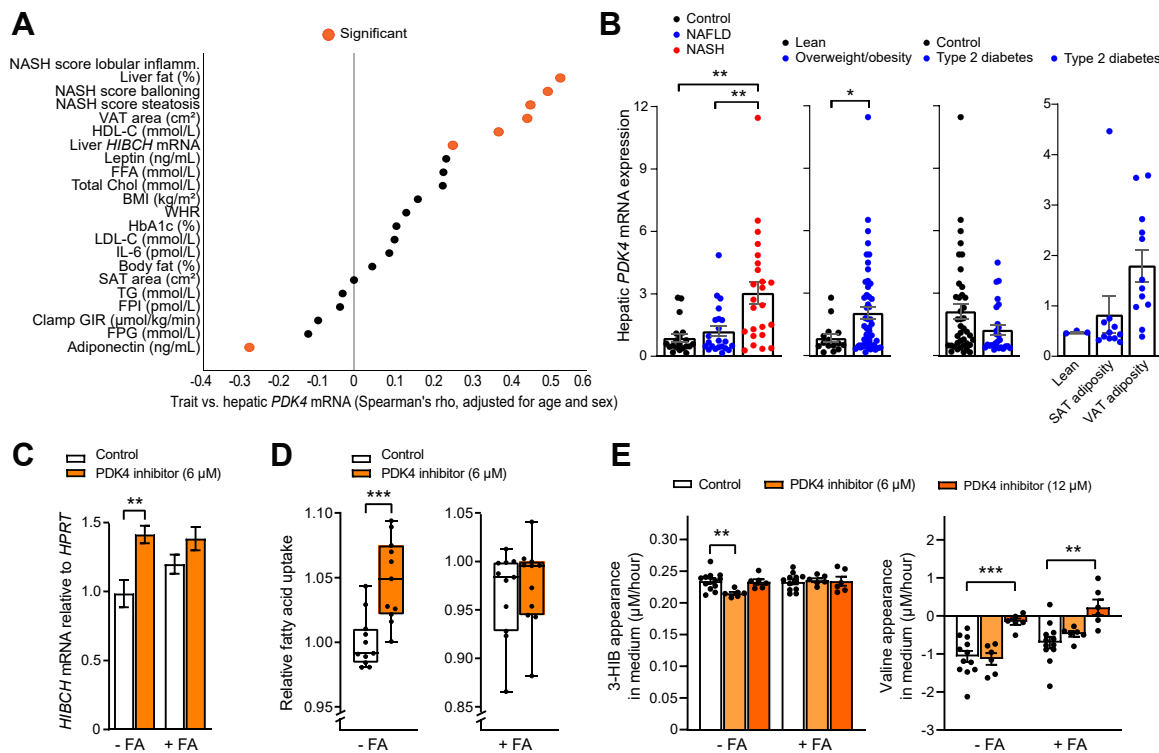 A
Significant
NASH score lobular inflamm.
Liver fat (%)
NASH score balloning
NASH score steatosis
VAT area (cm²)
HDL-C (mmol/L)
Liver HIBCH mRNA
Leptin (ng/mL)
FFA (mmol/L)
Total Chol (mmol/L)
BMI (kg/m²)
WHR
HbA1c (%)
LDL-C (mmol/L)
IL-6 (pmol/L)
Body fat (%)
SAT area (cm²)
TG (mmol/L)
FPI (pmol/L)
Clamp GIR (µmol/kg/min)
FPG (mmol/L)
Adiponectin (ng/mL)
-0.4 -0.3 -0.2 -0.1 0 0.1 0.2 0.3 0.4 0.5 0.6
Trait vs. hepatic PDK4 mRNA (Spearman's rho, adjusted for age and sex)
B
Control
NAFLD
NASH
Lean
Overweight/obesity
Control
Type 2 diabetes
Type 2 diabetes
Hepatic PDK4 mRNA expression
12
9
6
3
0
**
**
*
5
4
3
2
1
0
Lean
SAT adiposity
VAT adiposity
C
Control
PDK4 inhibitor (6 µM)
HIBCH mRNA relative to HPRT
1.5
1.0
0.5
0
**
- FA + FA
D
Control
PDK4 inhibitor (6 µM)
Relative fatty acid uptake
1.10
1.05
1.00
0.95
***
- FA
1.05
1.00
0.95
0.90
0.85
+ FA
E
Control PDK4 inhibitor (6 µM) PDK4 inhibitor (12 µM)
3-HIB appearance
in medium (µM/hour)
0.30
0.25
0.20
0.15
0.10
0.05
0
**
- FA + FA
Valine appearance
in medium (µM/hour)
2
1
0
-1
-2
-3
***
**
- FA + FA